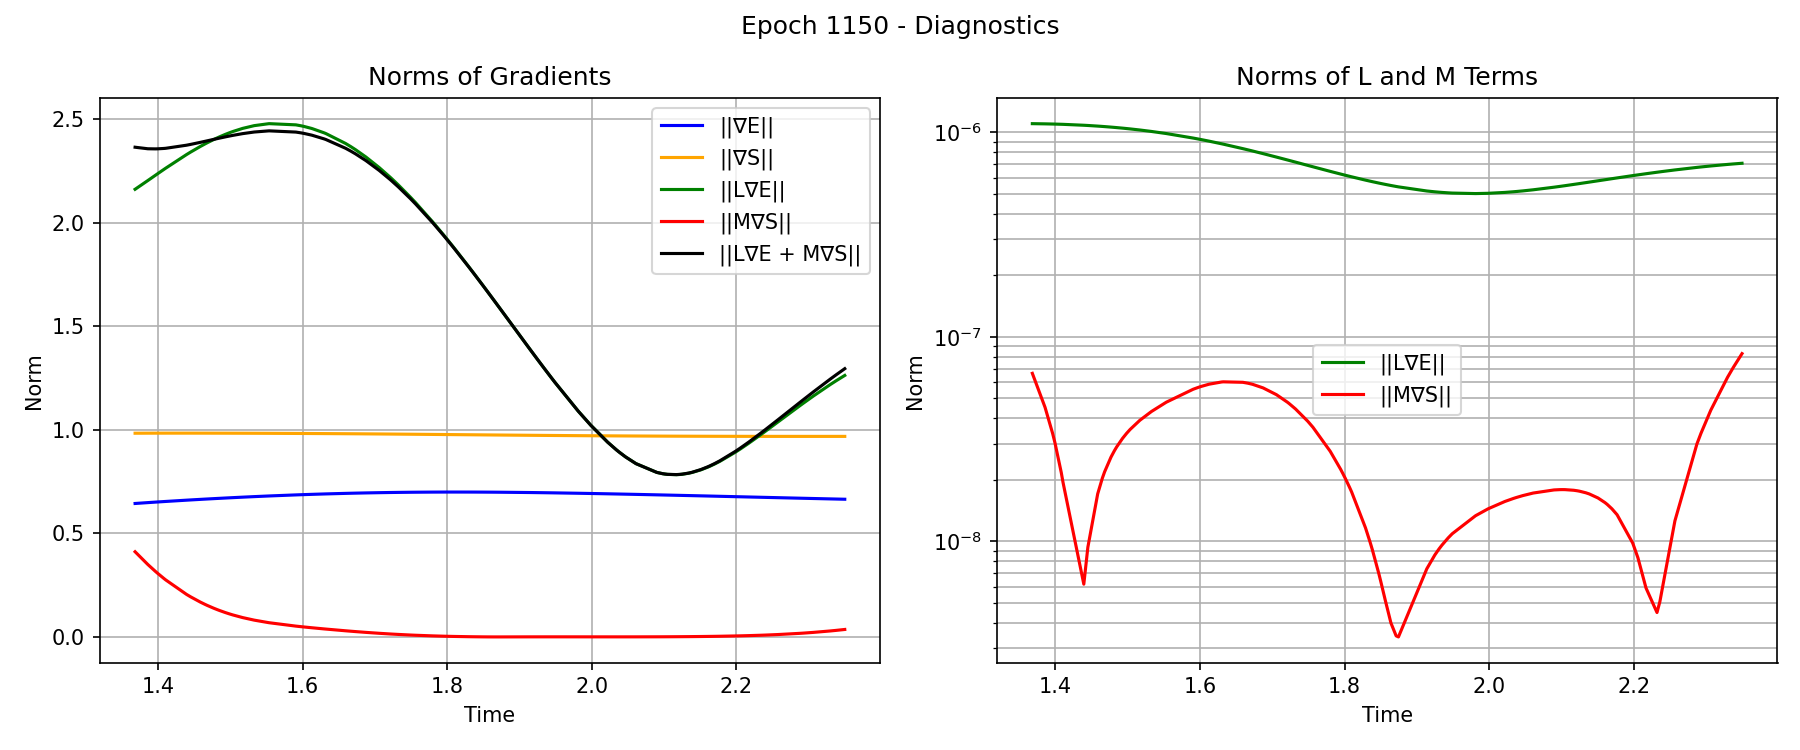 Epoch 1150 - Diagnostics
Norms of Gradients
Norm
2.5
2.0
1.5
1.0
0.5
0.0
||∇E||
||∇S||
||L∇E||
||M∇S||
||L∇E + M∇S||
1.4 1.6 1.8 2.0 2.2
Time
Norms of L and M Terms
Norm
10⁻⁶
10⁻⁷
10⁻⁸
||L∇E||
||M∇S||
1.4 1.6 1.8 2.0 2.2
Time